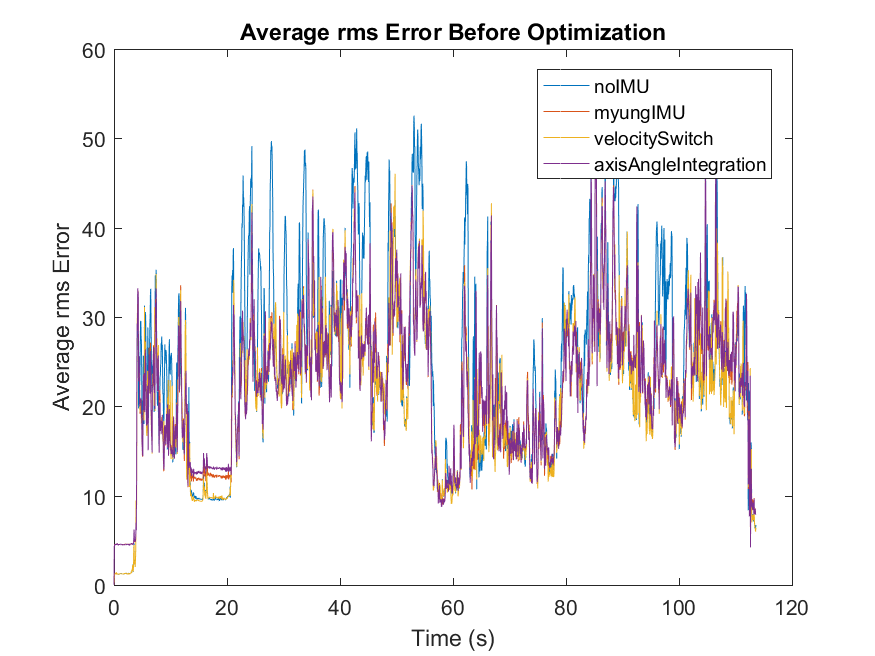 Average rms Error Before Optimization
60
50
40
30
20
10
0
Average rms Error
noIMU
myungIMU
velocitySwitch
axisAngleIntegration
0 20 40 60 80 100 120
Time (s)